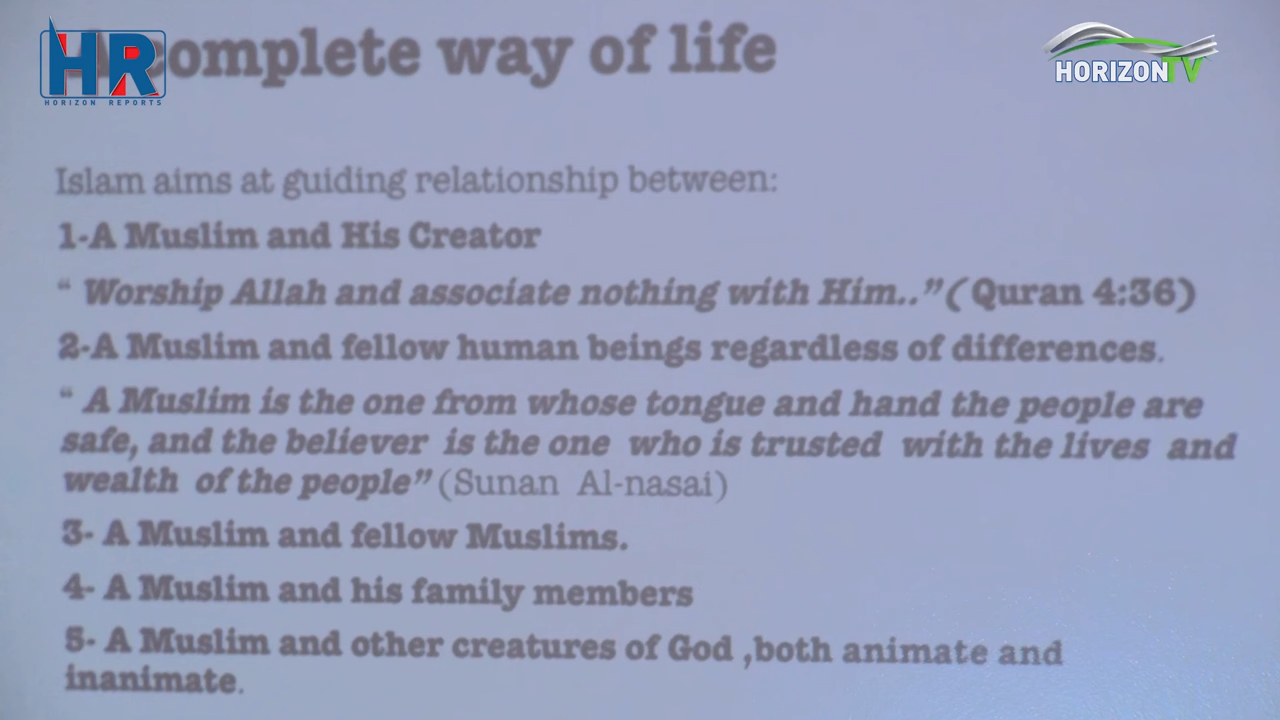 HR
HORIZON REPORTS
HORIZONTV
omplete way of life
Islam aims at guiding relationship between:
1-A Muslim and His Creator
“ Worship Allah and associate nothing with Him..”(Quran 4:36)
2-A Muslim and fellow human beings regardless of differences.
“ A Muslim is the one from whose tongue and hand the people are
safe, and the believer is the one who is trusted with the lives and
wealth of the people” (Sunan Al-nasai)
3- A Muslim and fellow Muslims.
4- A Muslim and his family members
5- A Muslim and other creatures of God ,both animate and
inanimate.